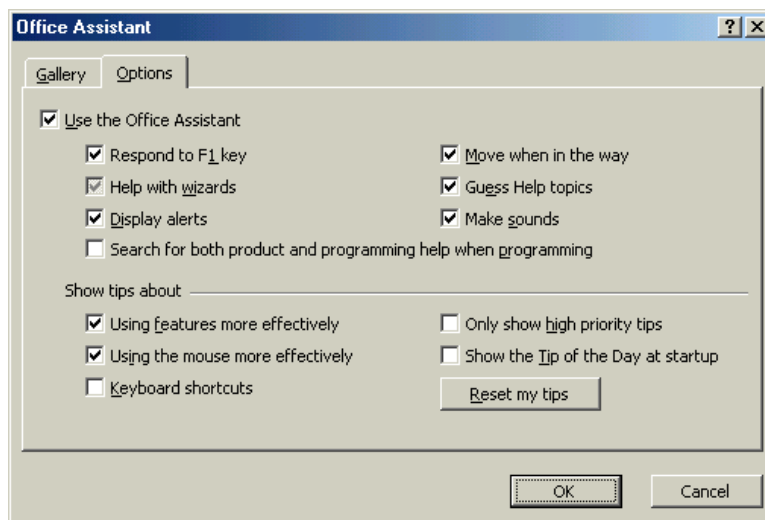 Office Assistant
Gallery Options
Use the Office Assistant
Respond to F1 key Move when in the way
Help with wizards Guess Help topics
Display alerts Make sounds
Search for both product and programming help when programming
Show tips about
Using features more effectively Only show high priority tips
Using the mouse more effectively Show the Tip of the Day at startup
Keyboard shortcuts Reset my tips
OK Cancel